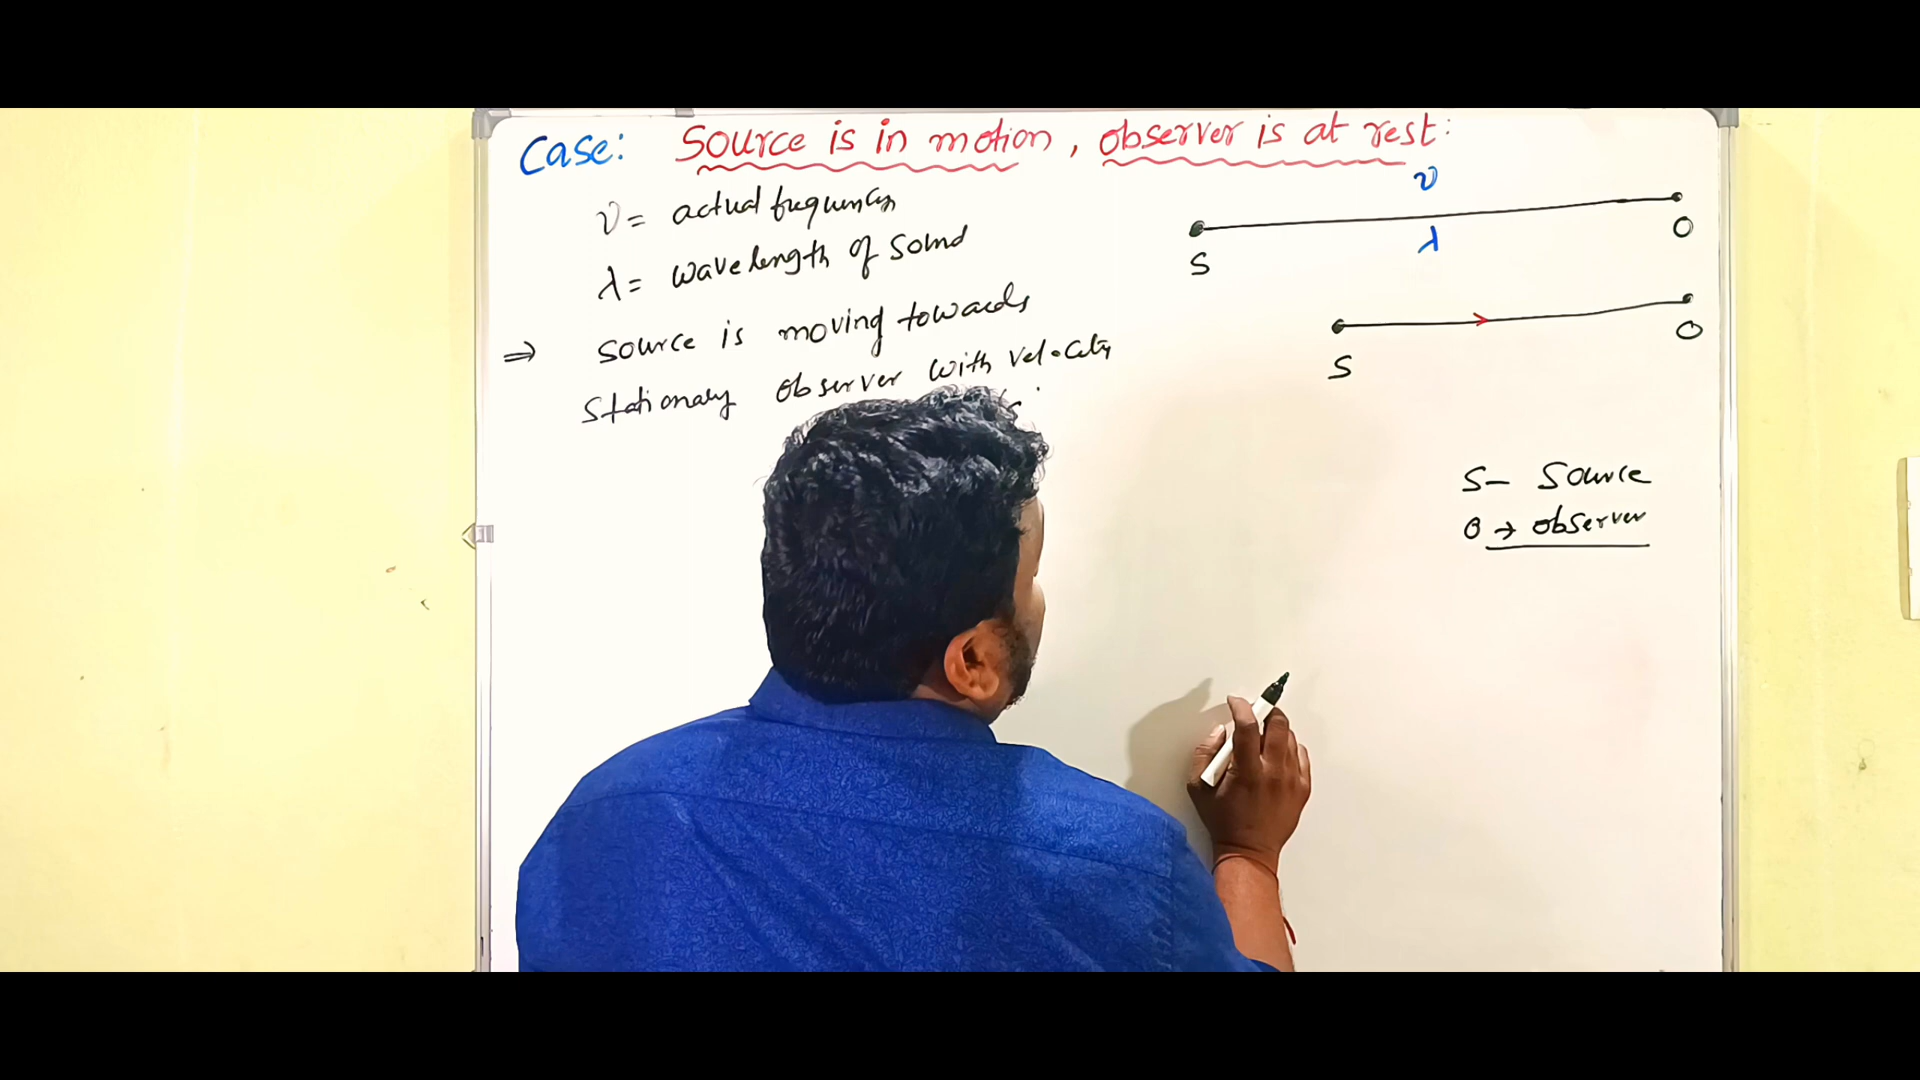 Case: Source is in motion, observer is at rest:
ν = actual frequency
λ = wavelength of sound
⇒ source is moving towards
stationary observer with velocity
ν
λ
S
O
S
O
S— Source
O → observer